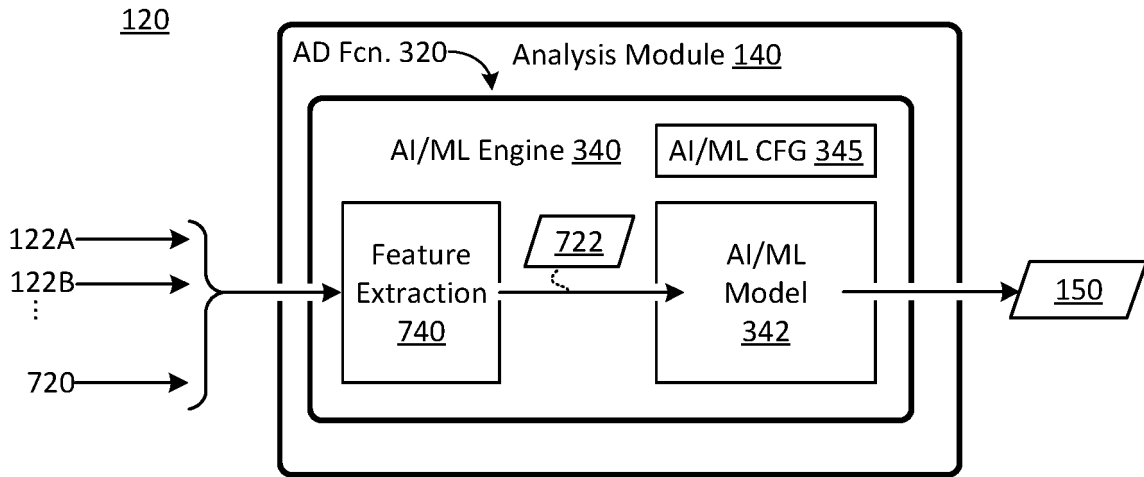 120
AD Fcn. 320
Analysis Module 140
AI/ML Engine 340
AI/ML CFG 345
122A
122B
⋮
720
Feature
Extraction
740
722
AI/ML
Model
342
150